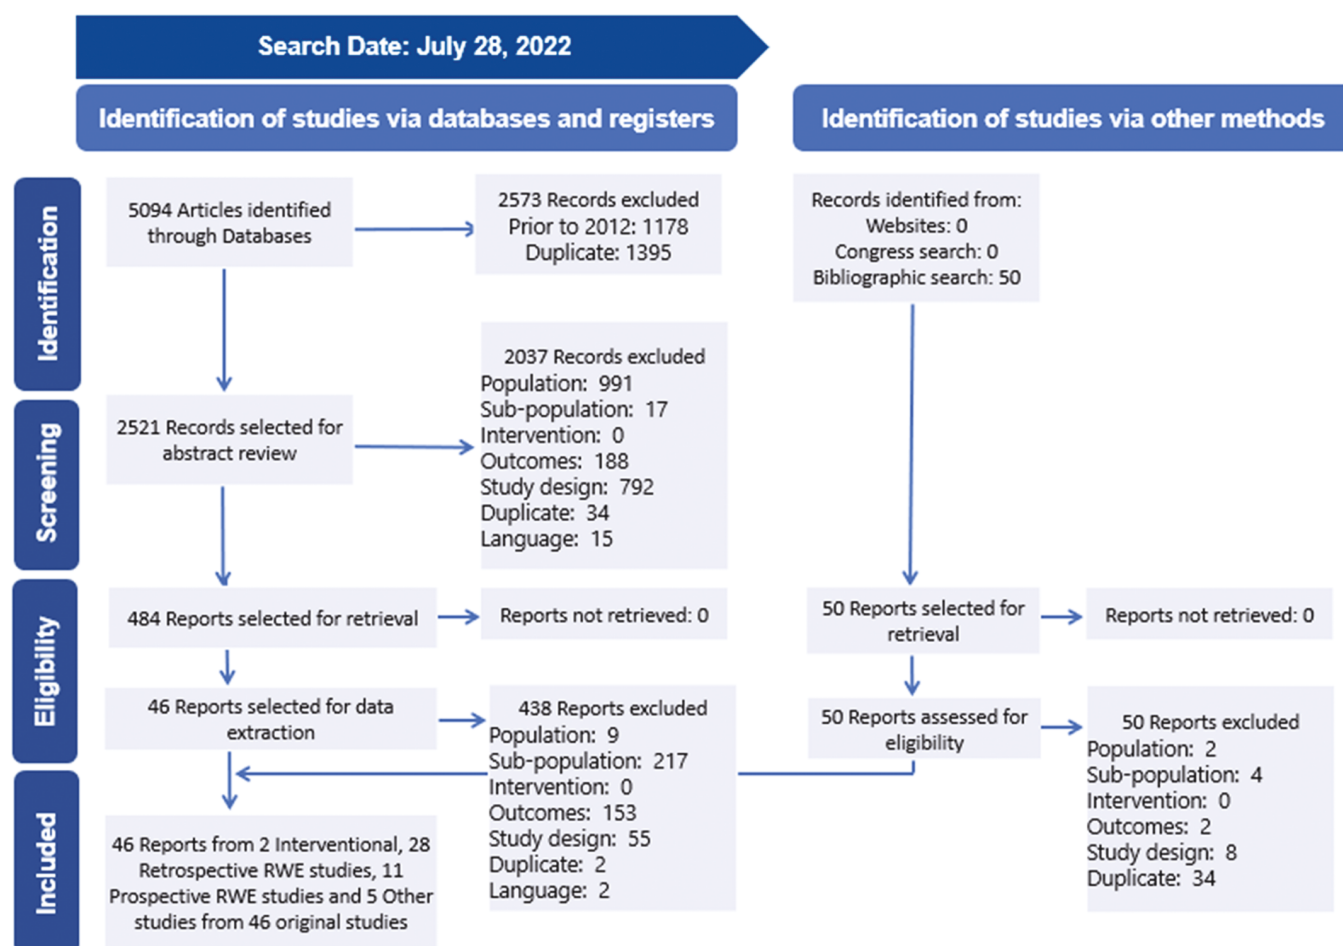 Search Date: July 28, 2022
Identification of studies via databases and registers
Identification of studies via other methods
Identification
5094 Articles identified
through Databases
2573 Records excluded
Prior to 2012: 1178
Duplicate: 1395
Records identified from:
Websites: 0
Congress search: 0
Bibliographic search: 50
Screening
2521 Records selected for
abstract review
2037 Records excluded
Population: 991
Sub-population: 17
Intervention: 0
Outcomes: 188
Study design: 792
Duplicate: 34
Language: 15
Eligibility
484 Reports selected for retrieval
Reports not retrieved: 0
50 Reports selected for
retrieval
Reports not retrieved: 0
46 Reports selected for data
extraction
438 Reports excluded
Population: 9
Sub-population: 217
Intervention: 0
Outcomes: 153
Study design: 55
Duplicate: 2
Language: 2
50 Reports assessed for
eligibility
50 Reports excluded
Population: 2
Sub-population: 4
Intervention: 0
Outcomes: 2
Study design: 8
Duplicate: 34
Included
46 Reports from 2 Interventional, 28
Retrospective RWE studies, 11
Prospective RWE studies and 5 Other
studies from 46 original studies